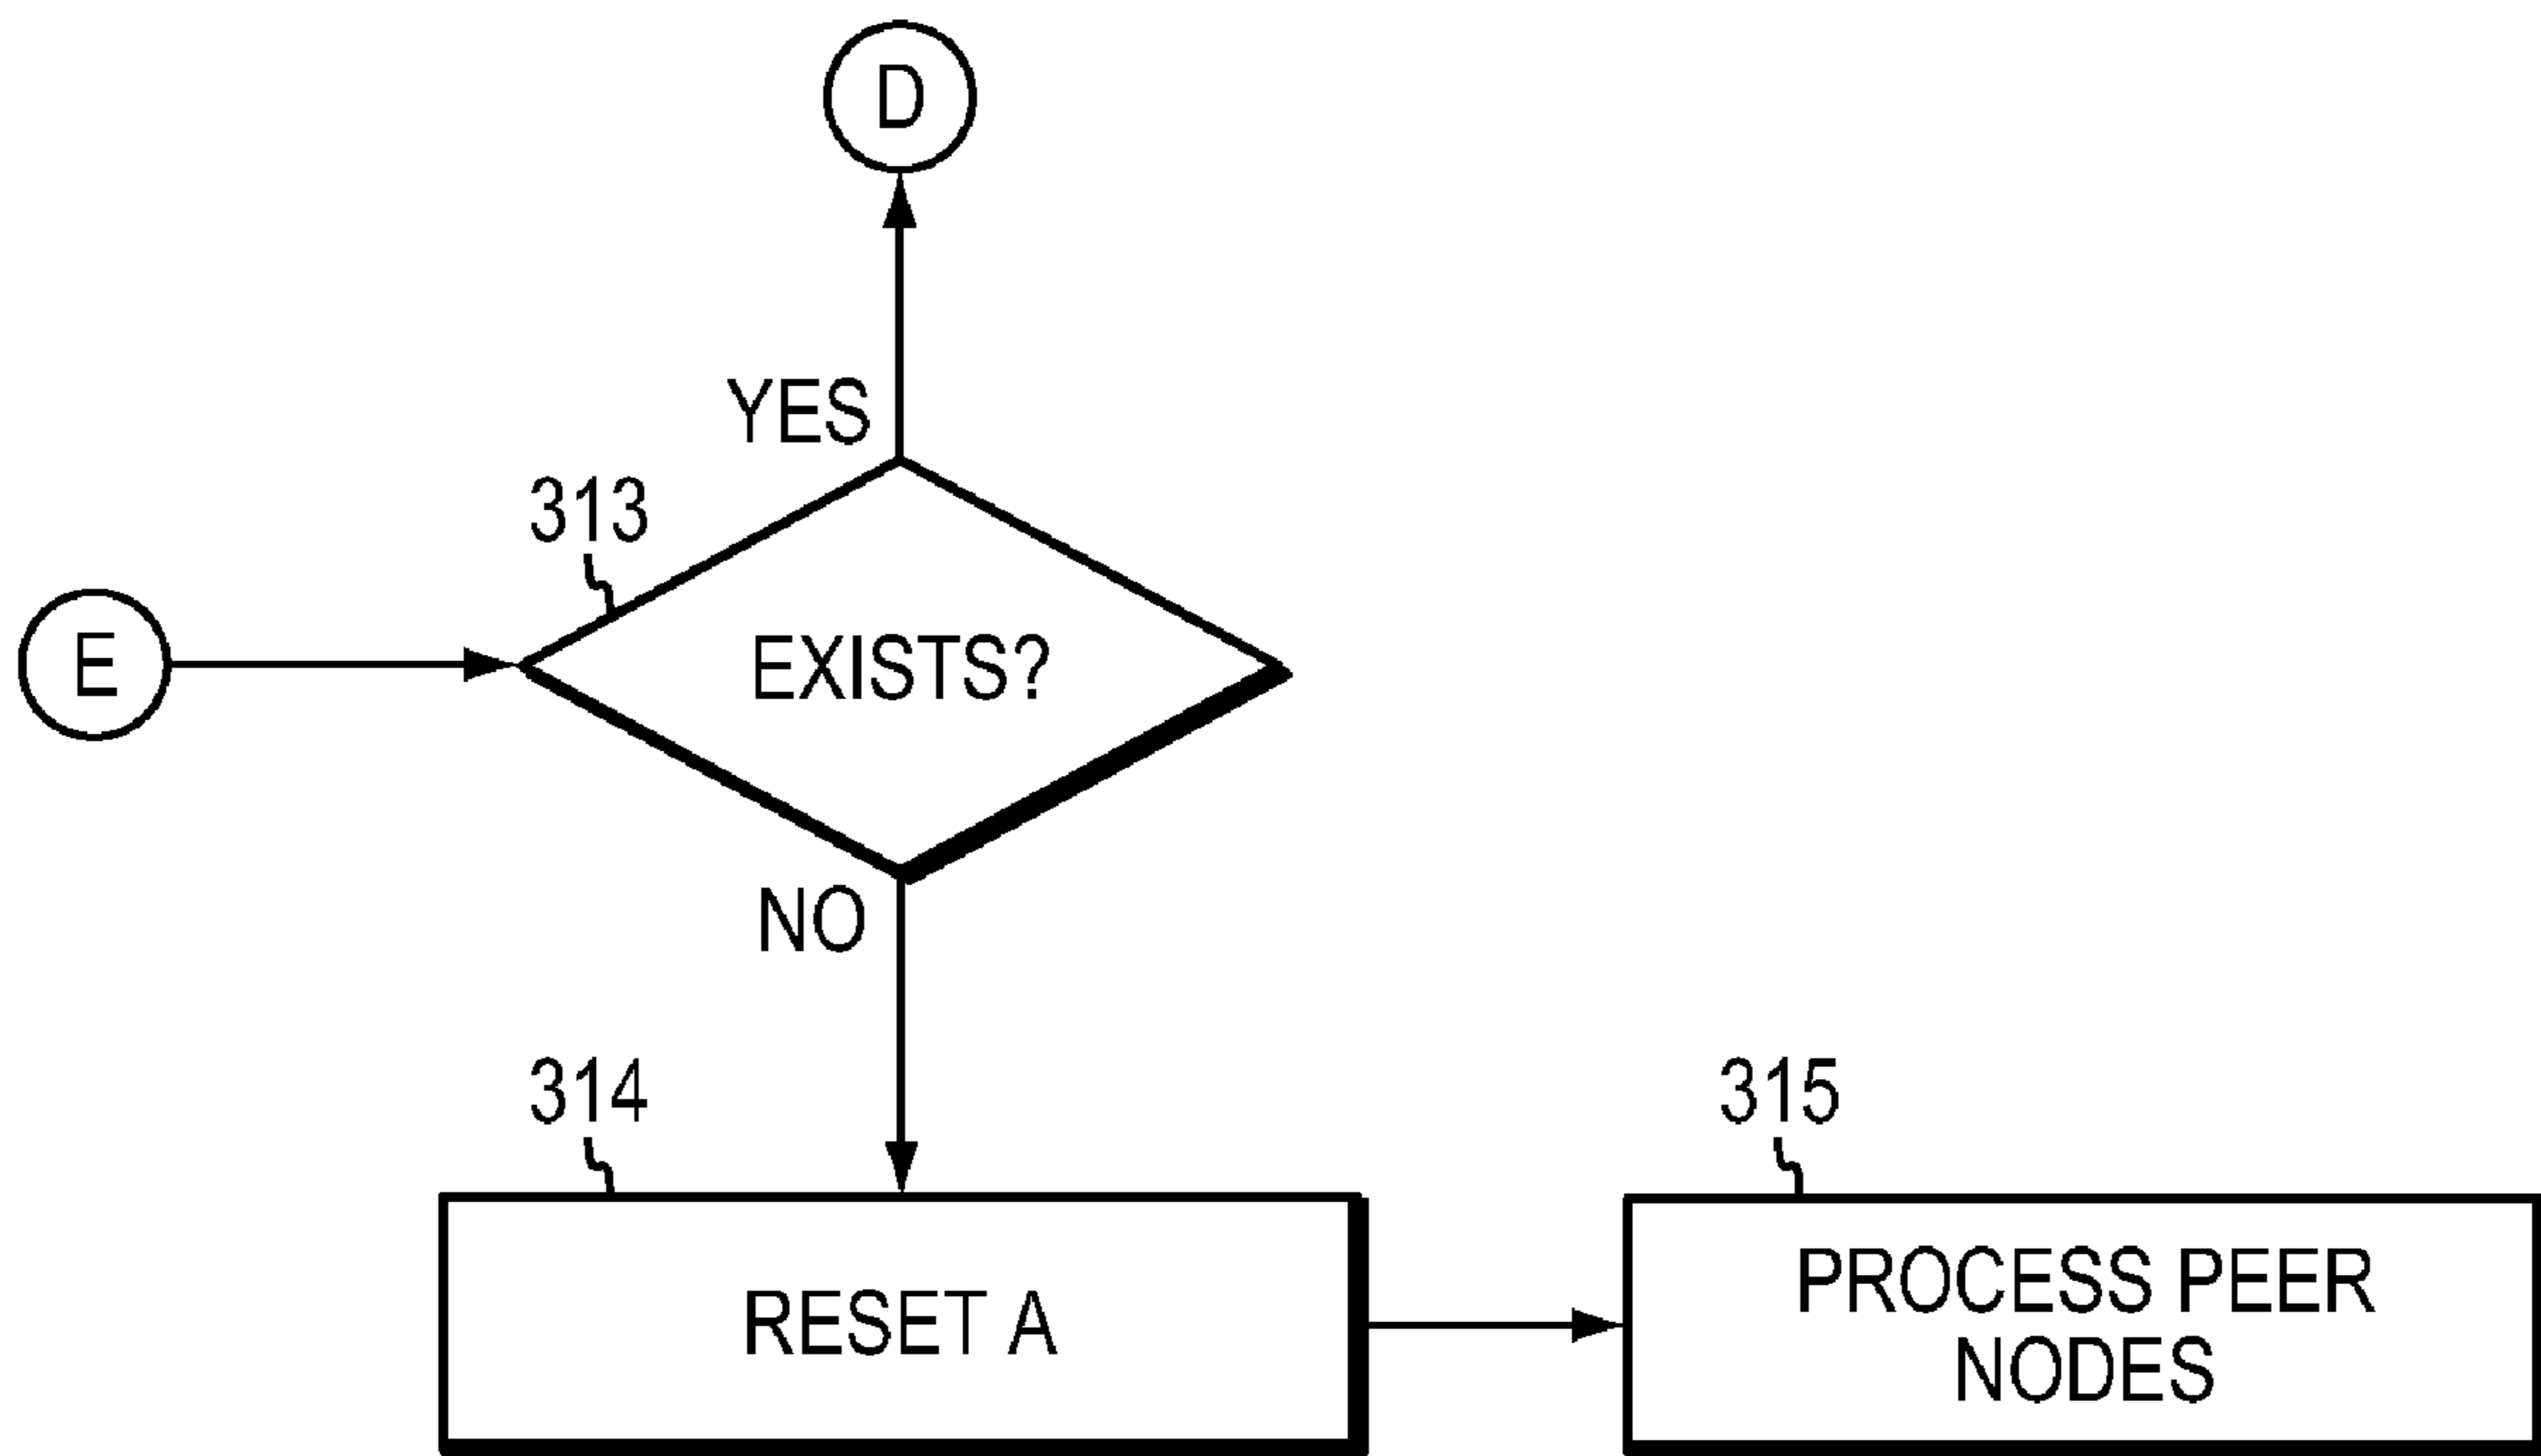 D
YES
313
E
EXISTS?
NO
314
315
RESET A
PROCESS PEER
NODES